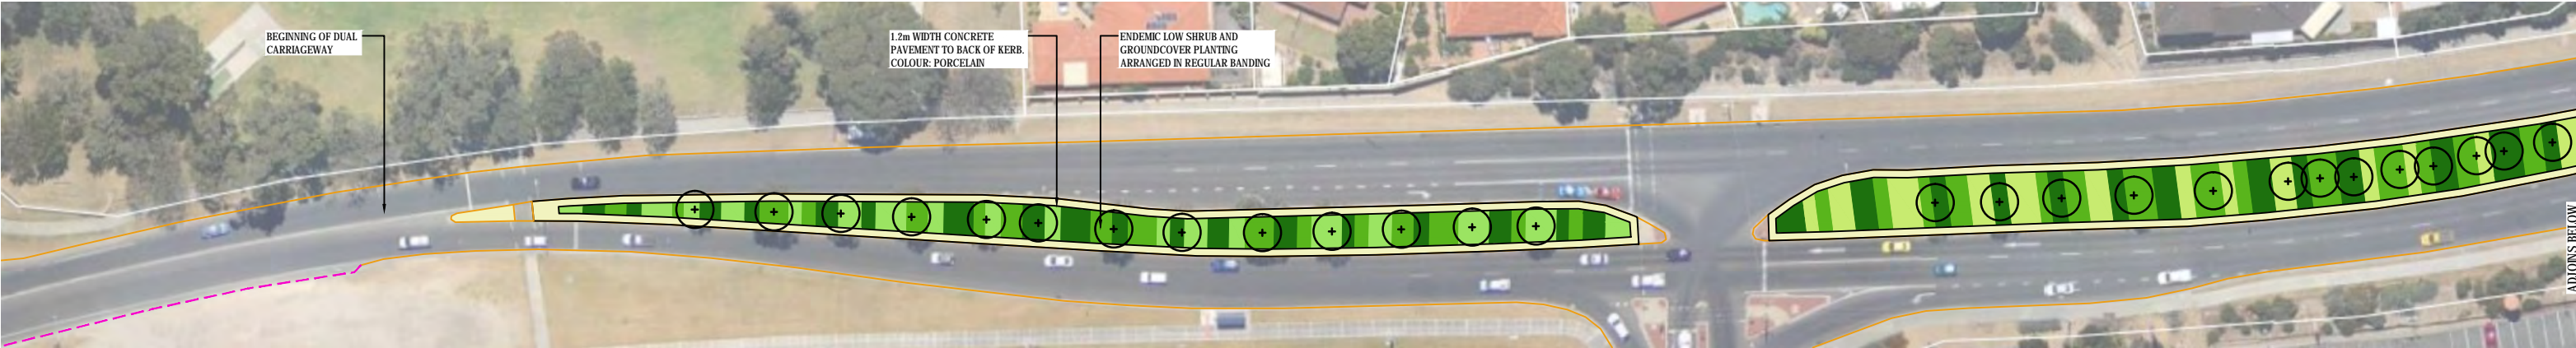 BEGINNING OF DUAL
CARRIAGEWAY
1.2m WIDTH CONCRETE
PAVEMENT TO BACK OF KERB.
COLOUR: PORCELAIN
ENDEMIC LOW SHRUB AND
GROUNDCOVER PLANTING
ARRANGED IN REGULAR BANDING
ADJOINS BELOW